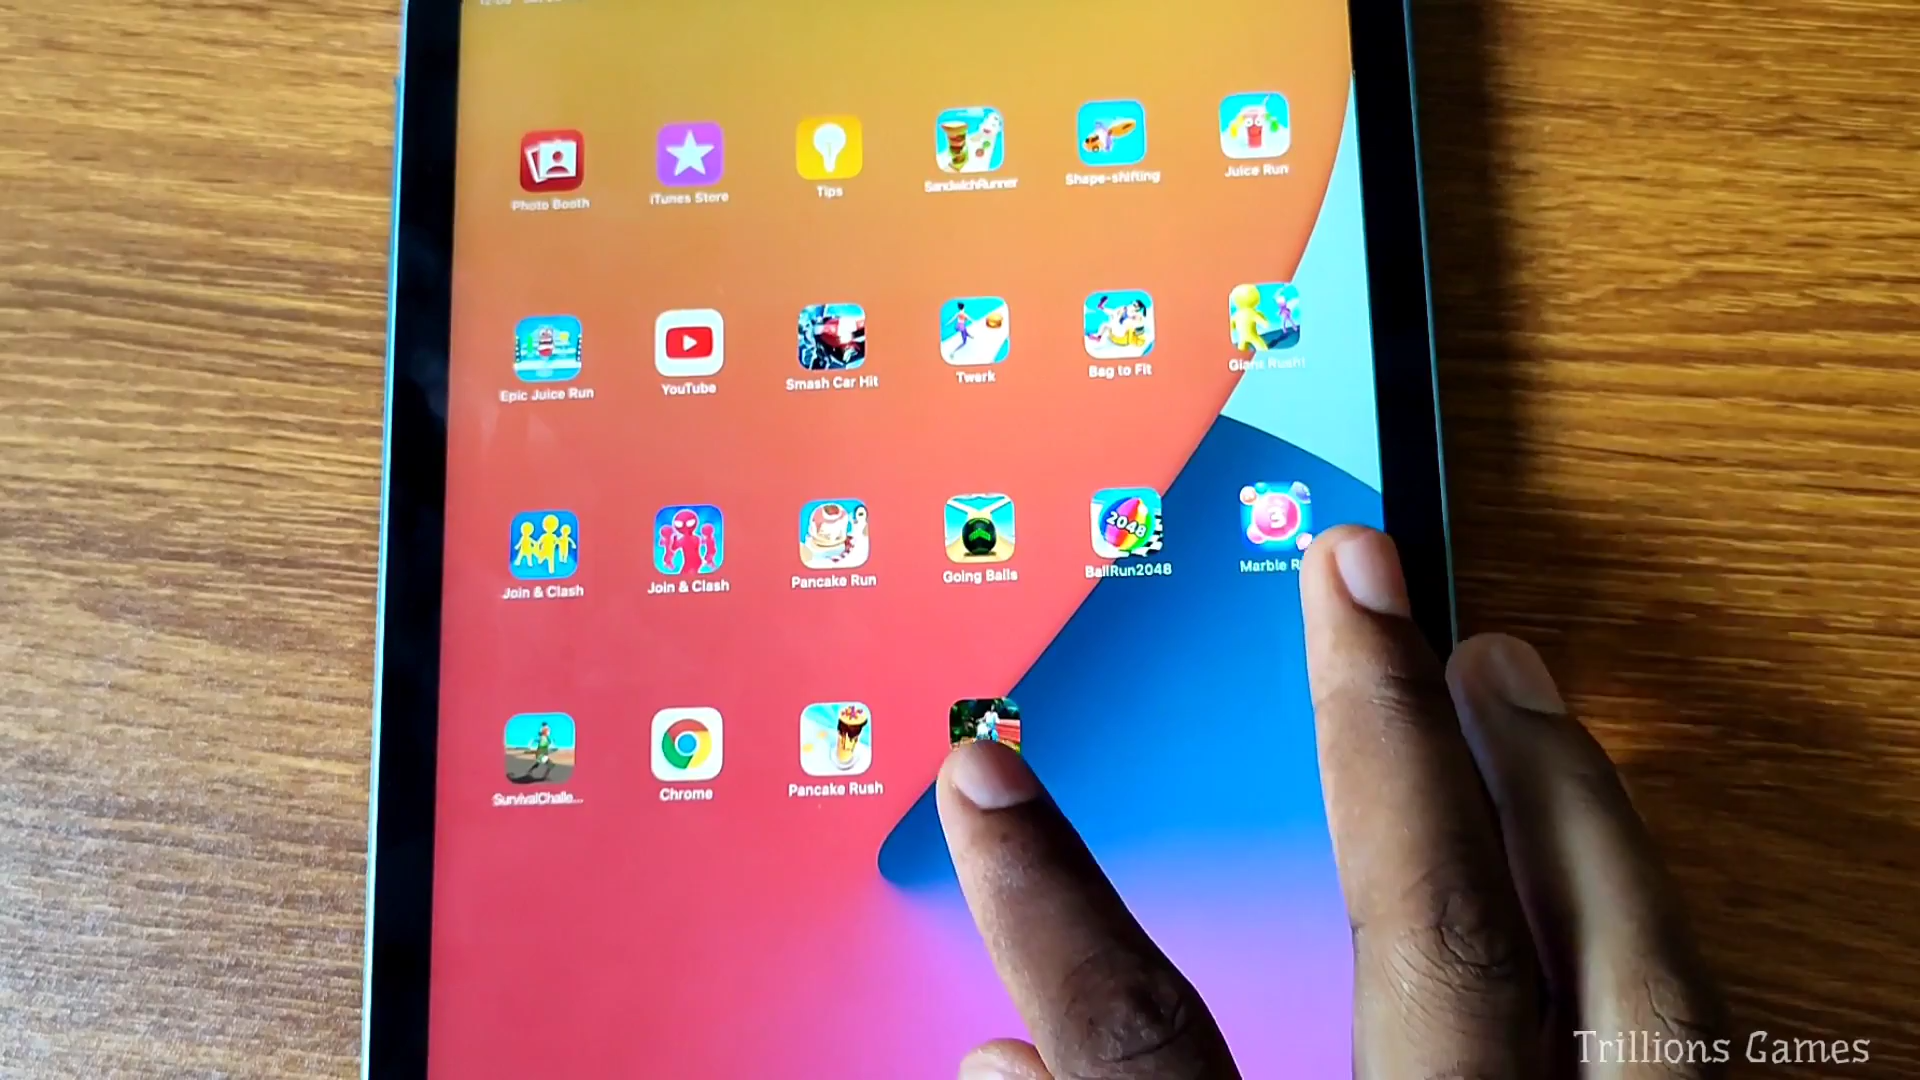 Photo Booth
iTunes Store
Tips
SandwichRunner
Shape-shifting
Juice Run
Epic Juice Run
YouTube
Smash Car Hit
Twerk
Bag to Fit
Giant Rush!
Join & Clash
Join & Clash
Pancake Run
Going Balls
2048
BallRun2048
3
Marble R
SurvivalChalle...
Chrome
Pancake Rush
Trillions Games